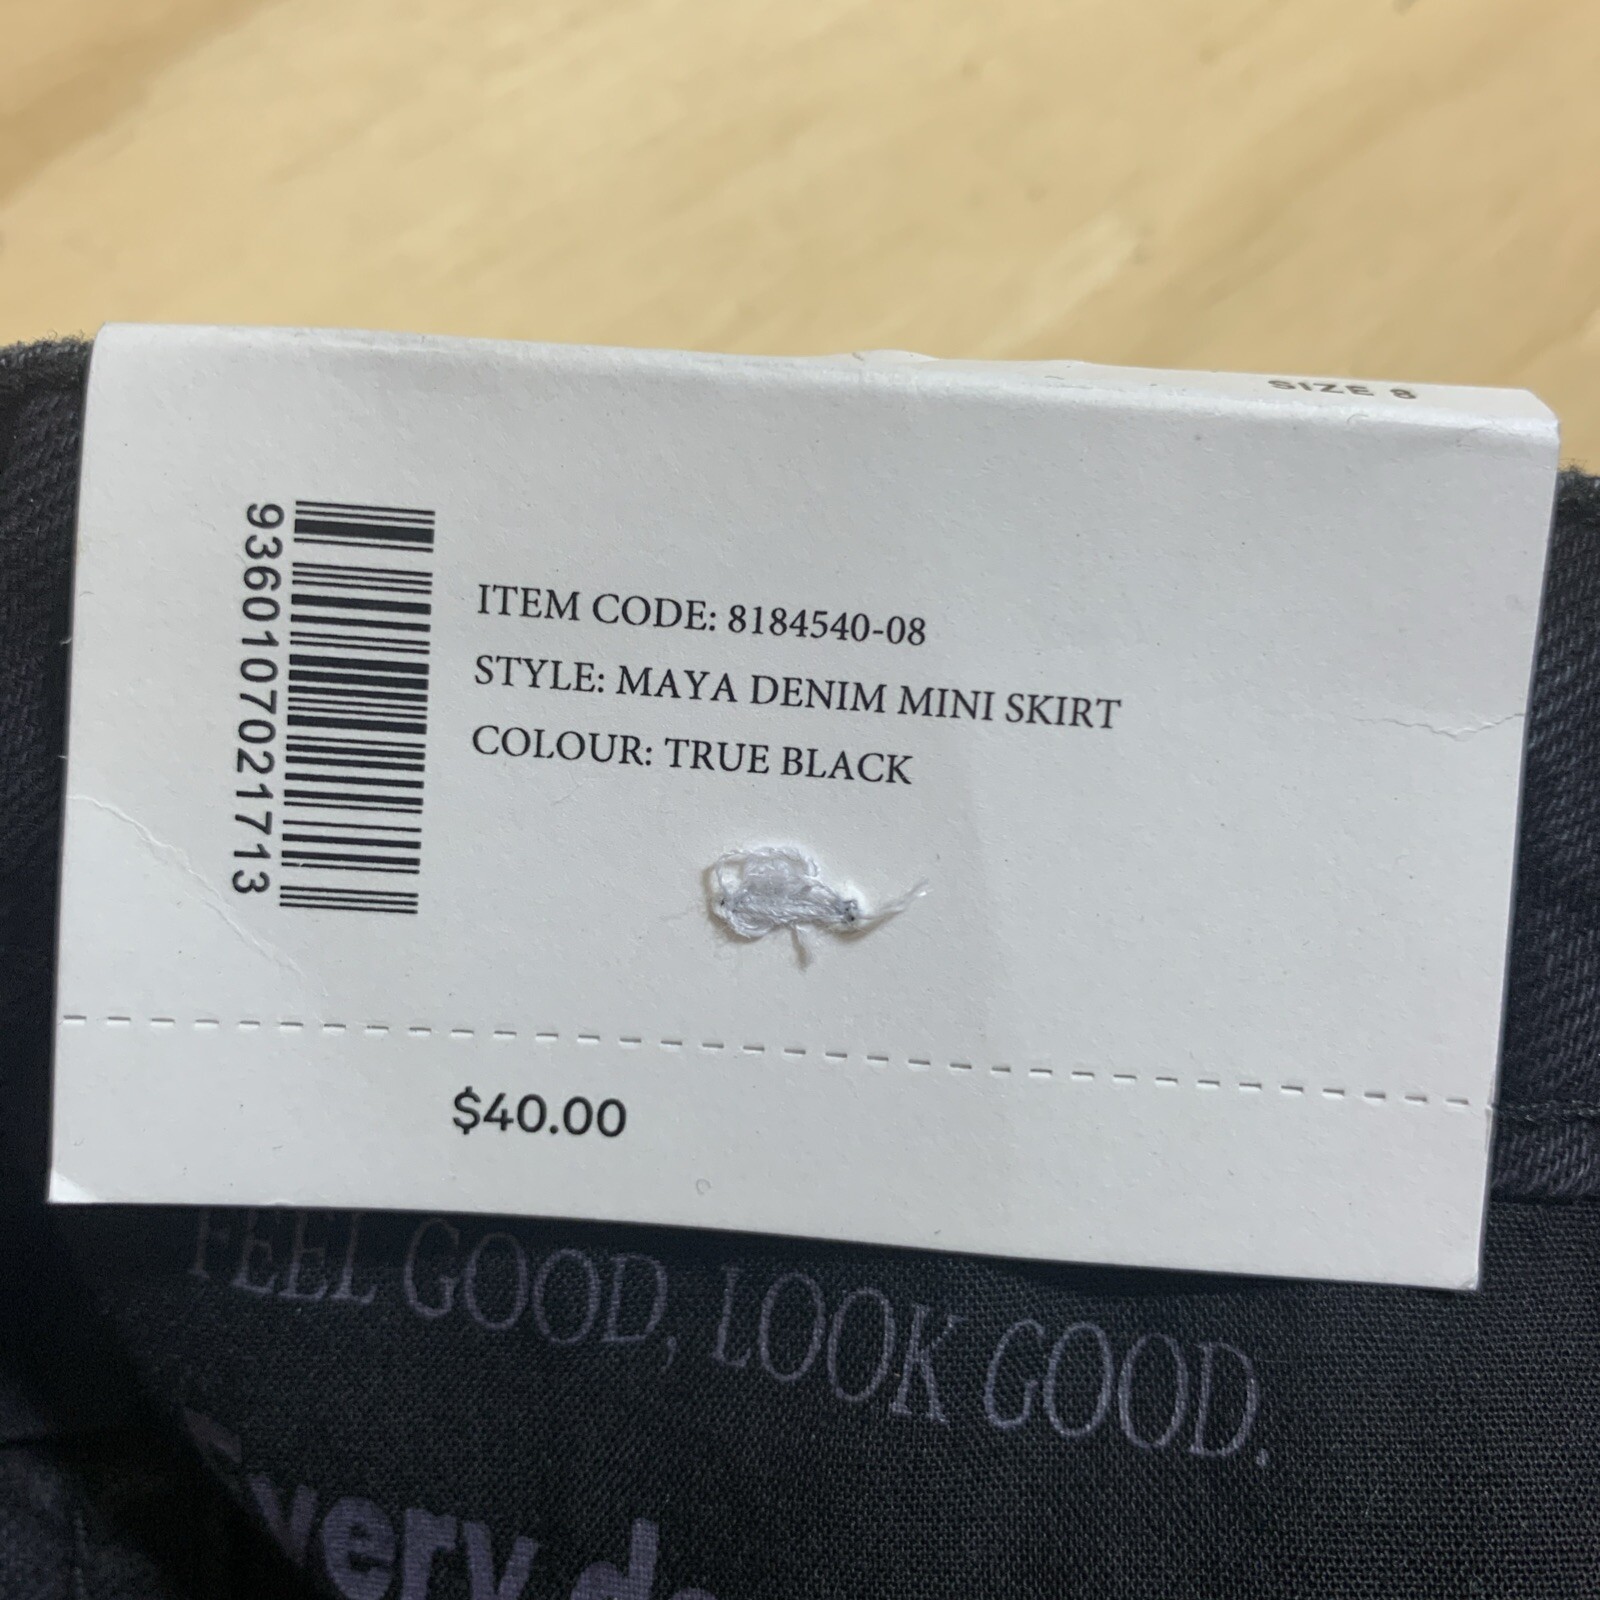 SIZE 8
9360107021713
ITEM CODE: 8184540-08
STYLE: MAYA DENIM MINI SKIRT
COLOUR: TRUE BLACK
$40.00
FEEL GOOD, LOOK GOOD.
Every